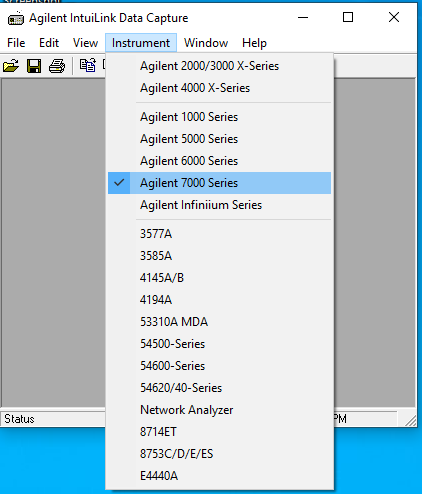 Agilent IntuiLink Data Capture
File Edit View Instrument Window Help
Agilent 2000/3000 X-Series
Agilent 4000 X-Series
Agilent 1000 Series
Agilent 5000 Series
Agilent 6000 Series
Agilent 7000 Series
Agilent Infiniium Series
3577A
3585A
4145A/B
4194A
53310A MDA
54500-Series
54600-Series
54620/40-Series
Network Analyzer
Status PM
8714ET
8753C/D/E/ES
E4440A